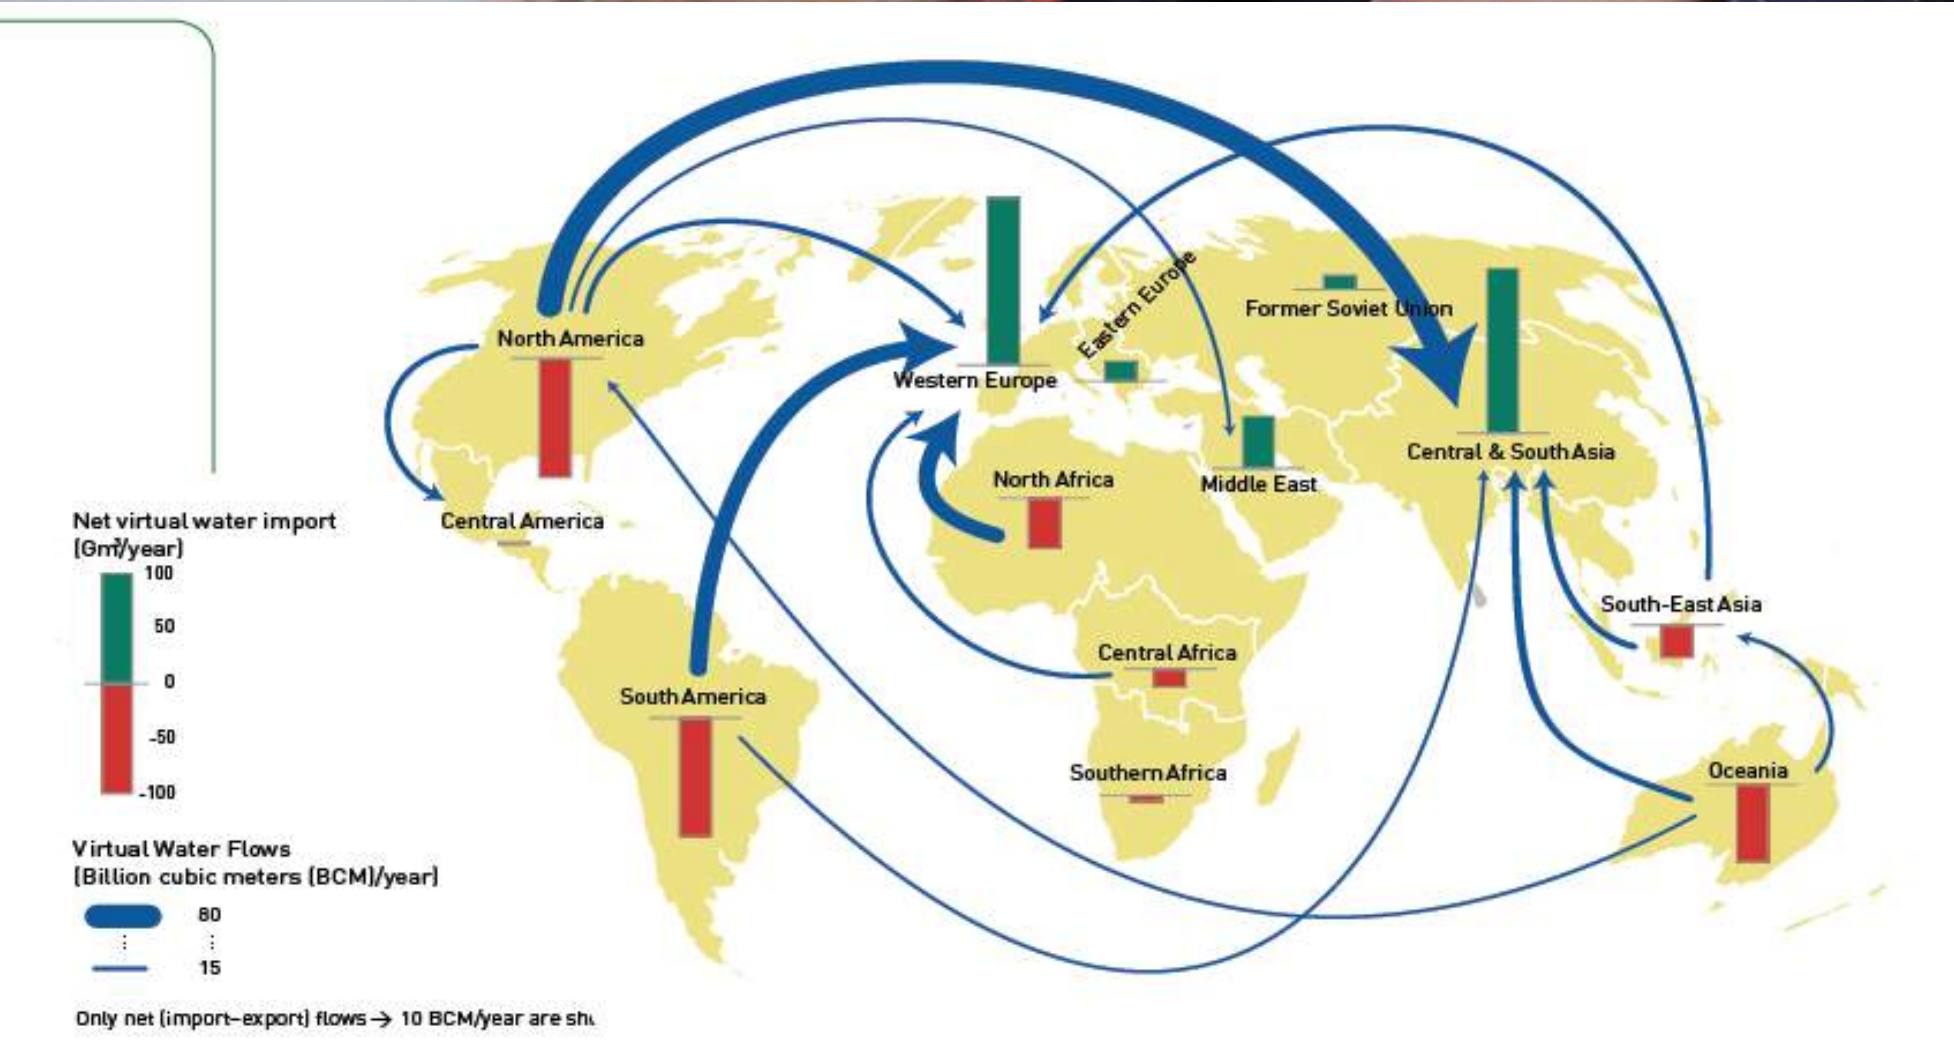 North America
Western Europe
Eastern Europe
Former Soviet Union
Central & South Asia
Middle East
North Africa
Central America
South-East Asia
Central Africa
South America
Southern Africa
Oceania
Net virtual water import
(Gm³/year)
100
50
0
-50
-100
Virtual Water Flows
(Billion cubic meters (BCM)/year)
80
15
Only net (import-export) flows → 10 BCM/year are